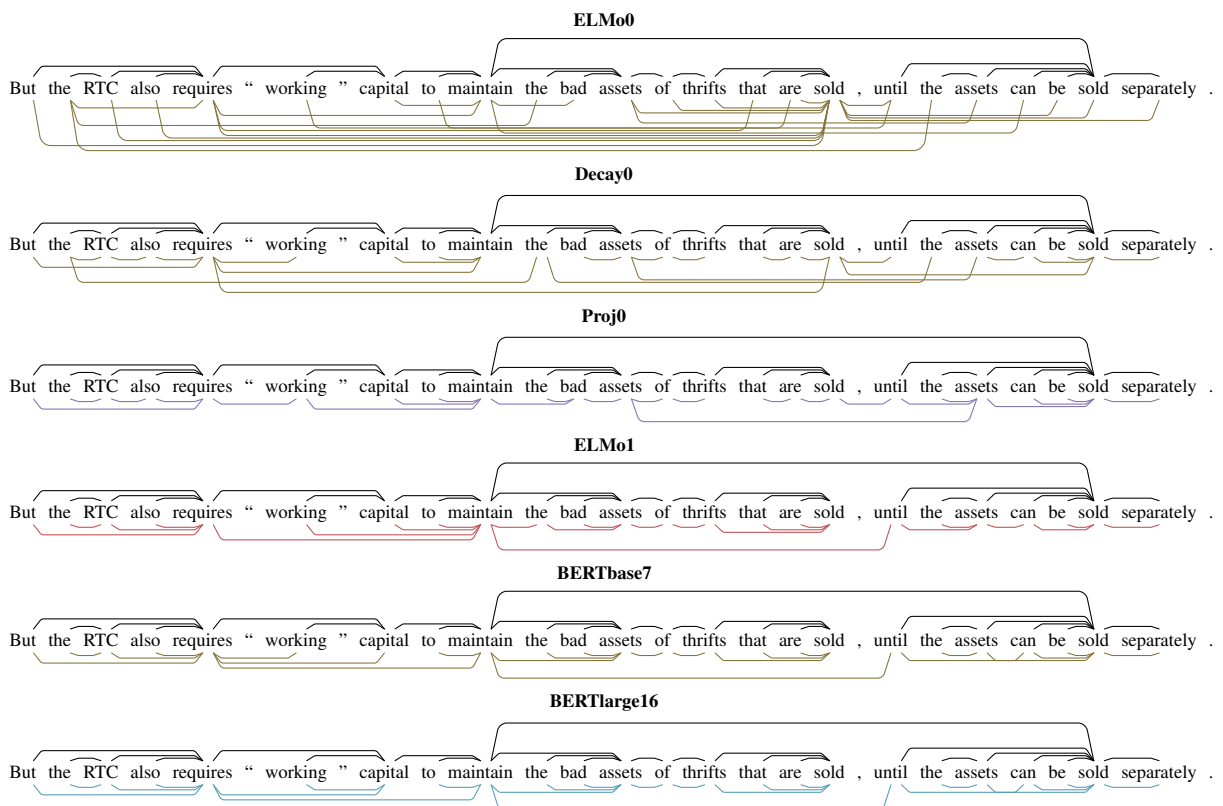 ELMo0
But the RTC also requires “ working ” capital to maintain the bad assets of thrifts that are sold , until the assets can be sold separately .
Decay0
But the RTC also requires “ working ” capital to maintain the bad assets of thrifts that are sold , until the assets can be sold separately .
Proj0
But the RTC also requires “ working ” capital to maintain the bad assets of thrifts that are sold , until the assets can be sold separately .
ELMo1
But the RTC also requires “ working ” capital to maintain the bad assets of thrifts that are sold , until the assets can be sold separately .
BERTbase7
But the RTC also requires “ working ” capital to maintain the bad assets of thrifts that are sold , until the assets can be sold separately .
BERTlarge16
But the RTC also requires “ working ” capital to maintain the bad assets of thrifts that are sold , until the assets can be sold separately .